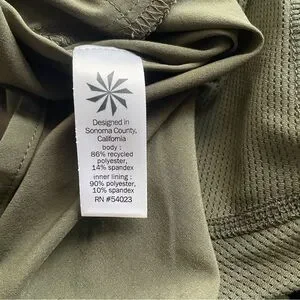 Designed in
Sonoma County,
California
body :
86% recycled
polyester,
14% spandex
inner lining :
90% polyester,
10% spandex
RN #54023